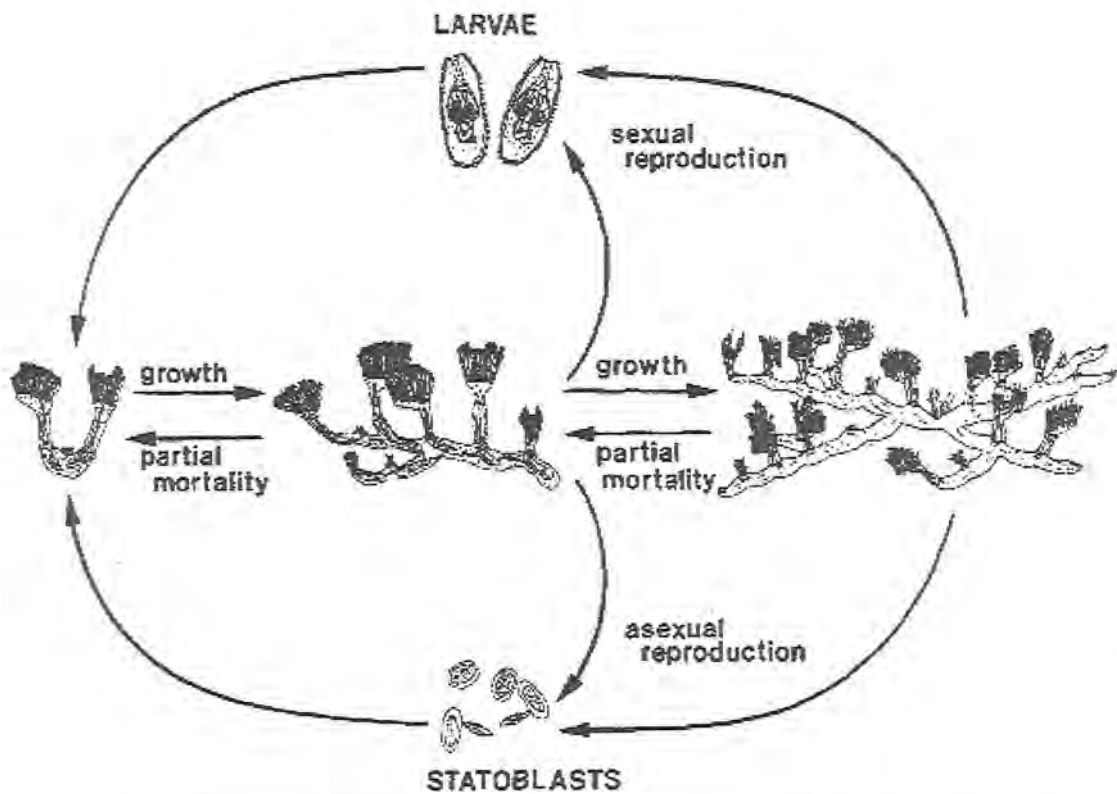 LARVAE
sexual
reproduction
growth
partial
mortality
growth
partial
mortality
asexual
reproduction
STATOBLASTS